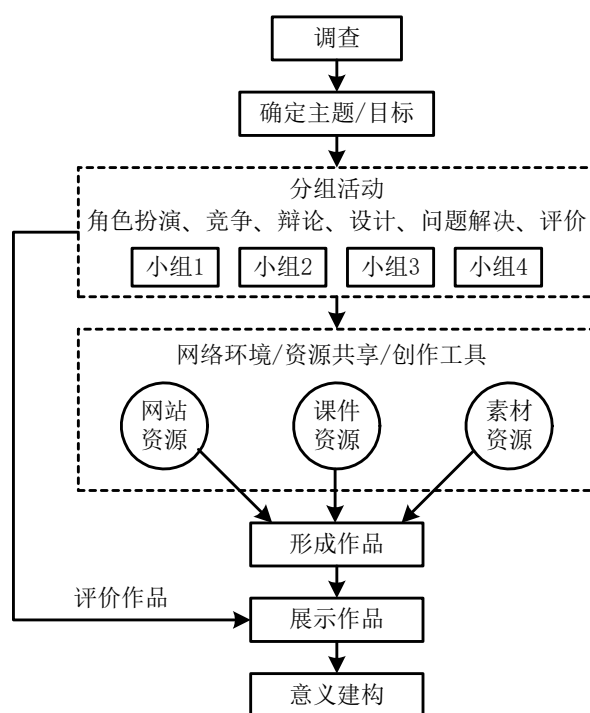 调查
确定主题/目标
分组活动
角色扮演、竞争、辩论、设计、问题解决、评价
小组1 小组2 小组3 小组4
网络环境/资源共享/创作工具
网站
资源
课件
资源
素材
资源
形成作品
评价作品
展示作品
意义建构